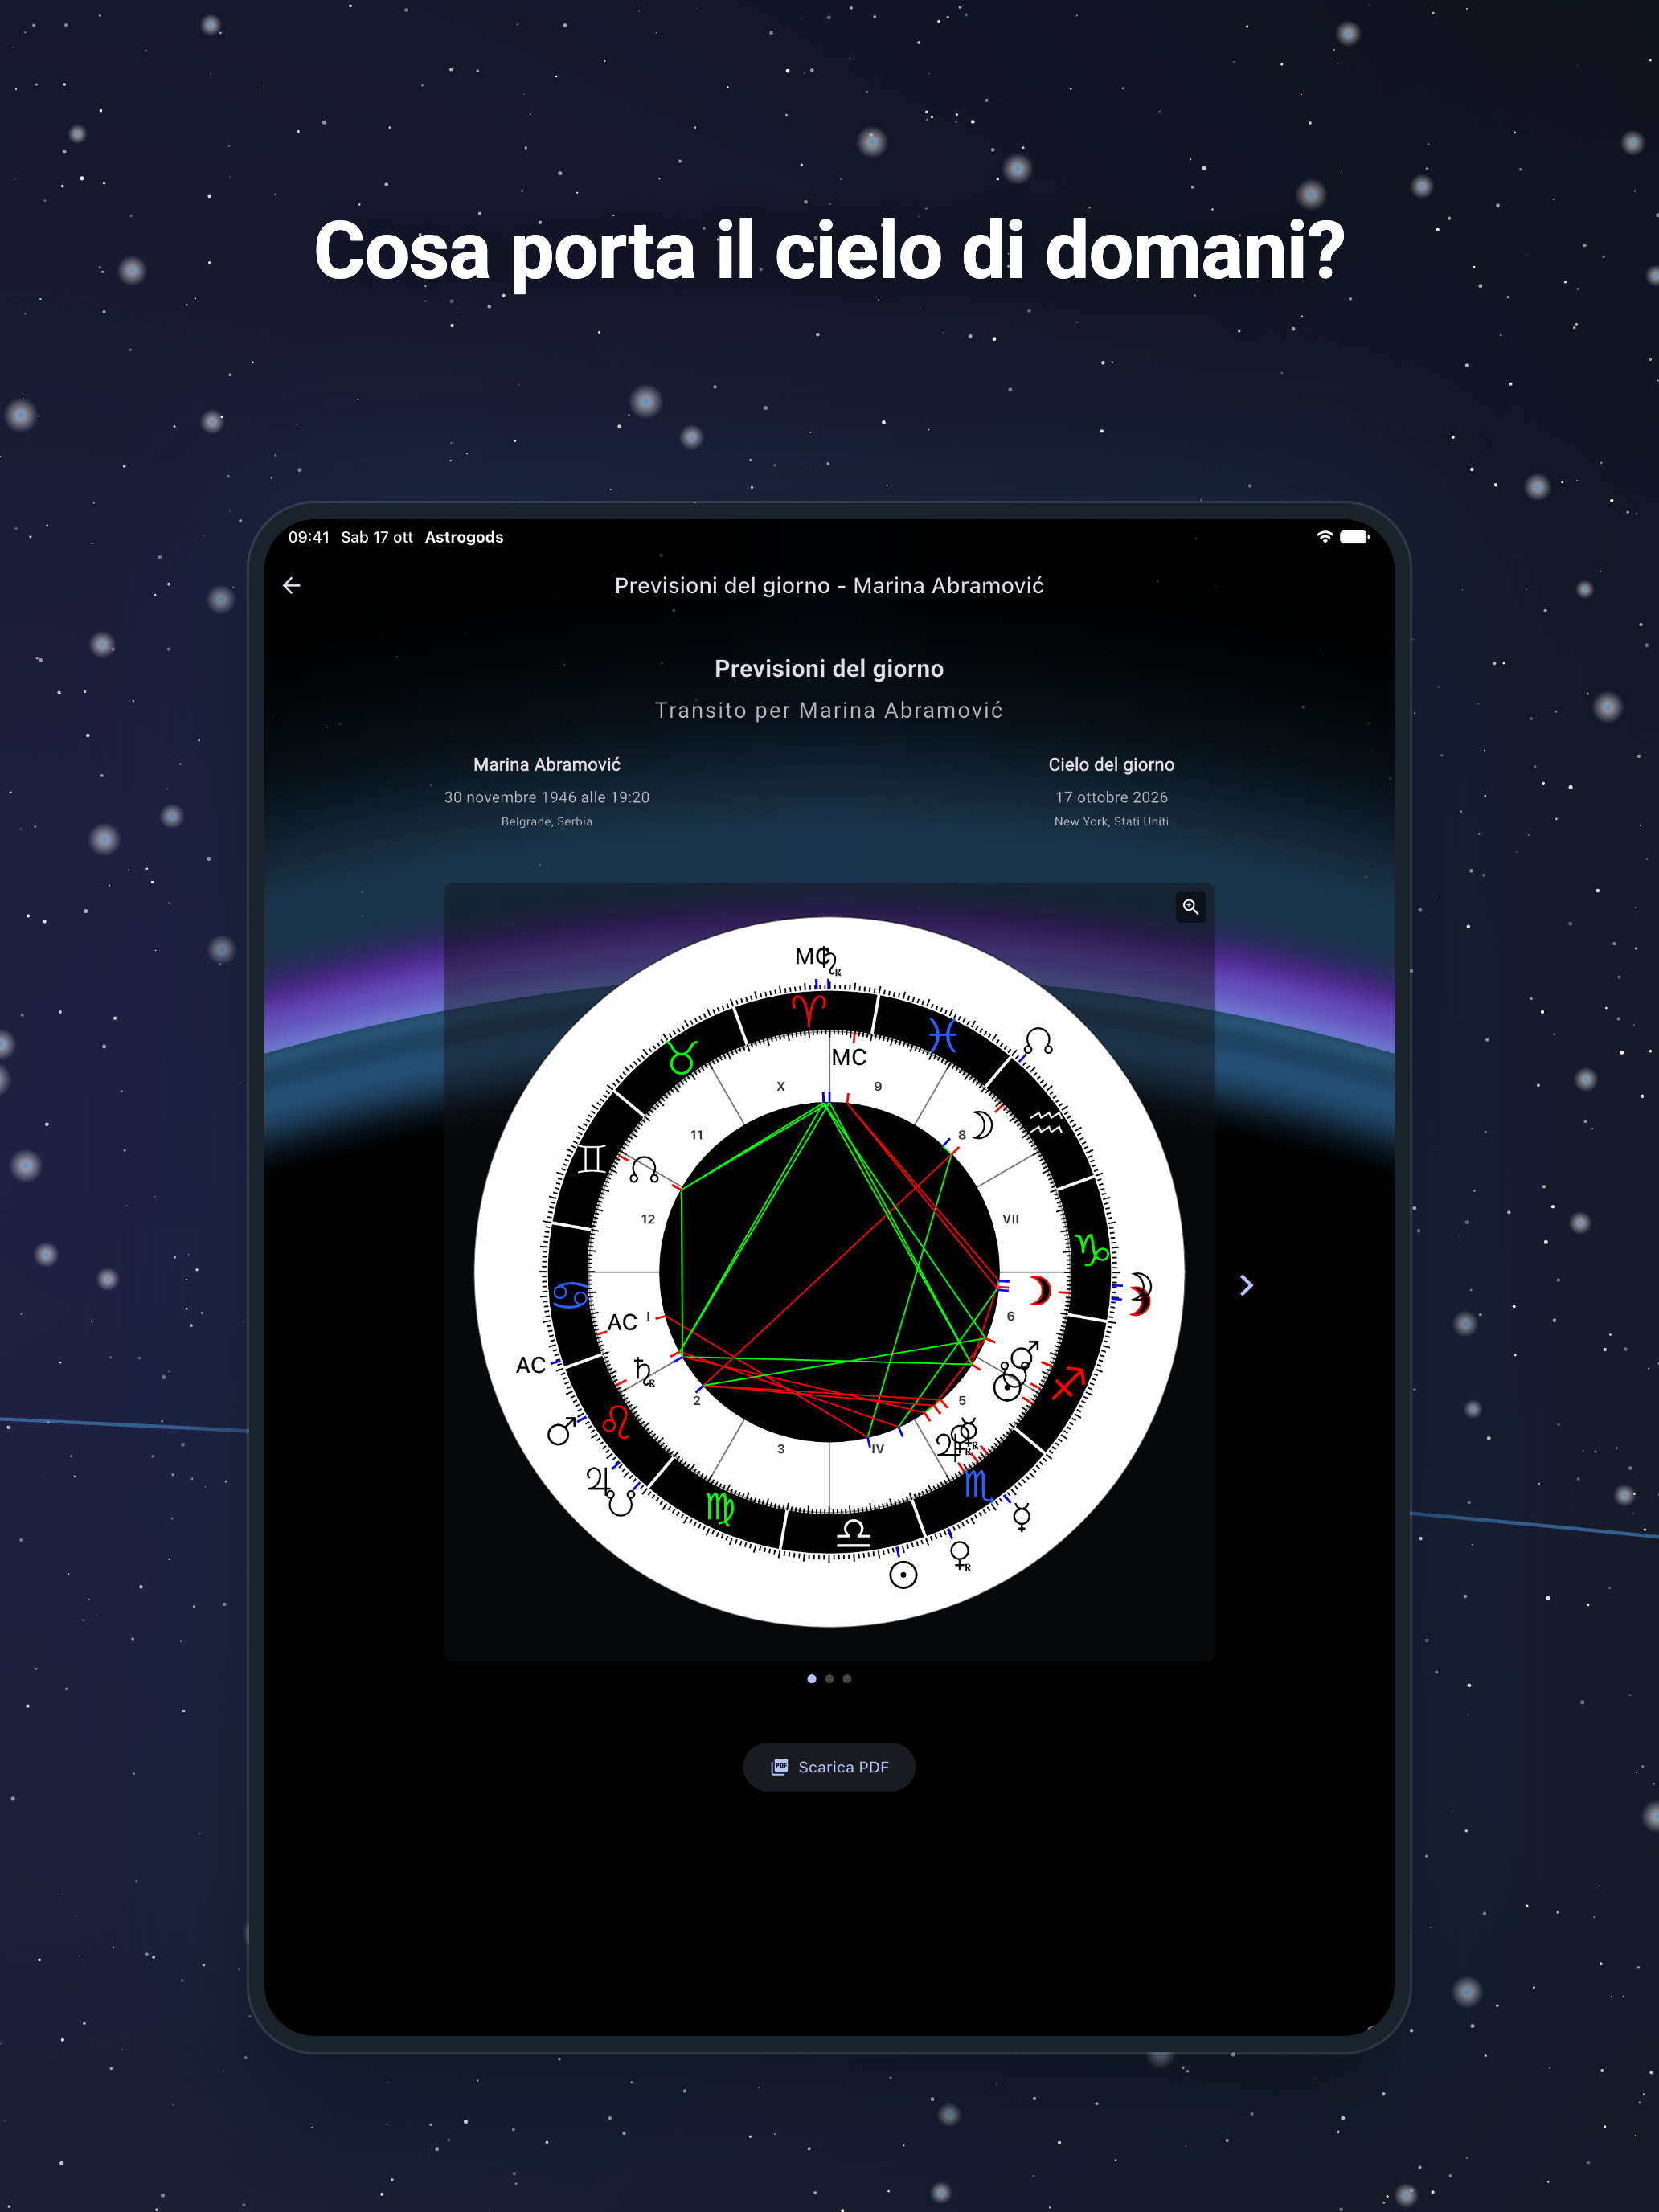 Cosa porta il cielo di domani?
09:41 Sab 17 ott Astrogods
Previsioni del giorno - Marina Abramović
Previsioni del giorno
Transito per Marina Abramović
Marina Abramović
30 novembre 1946 alle 19:20
Belgrade, Serbia
Cielo del giorno
17 ottobre 2026
New York, Stati Uniti
MC
R
MC
X
9
11
8
12
VII
I
AC
6
AC
R
2
5
3
IV
R
R
R
PDF
Scarica PDF